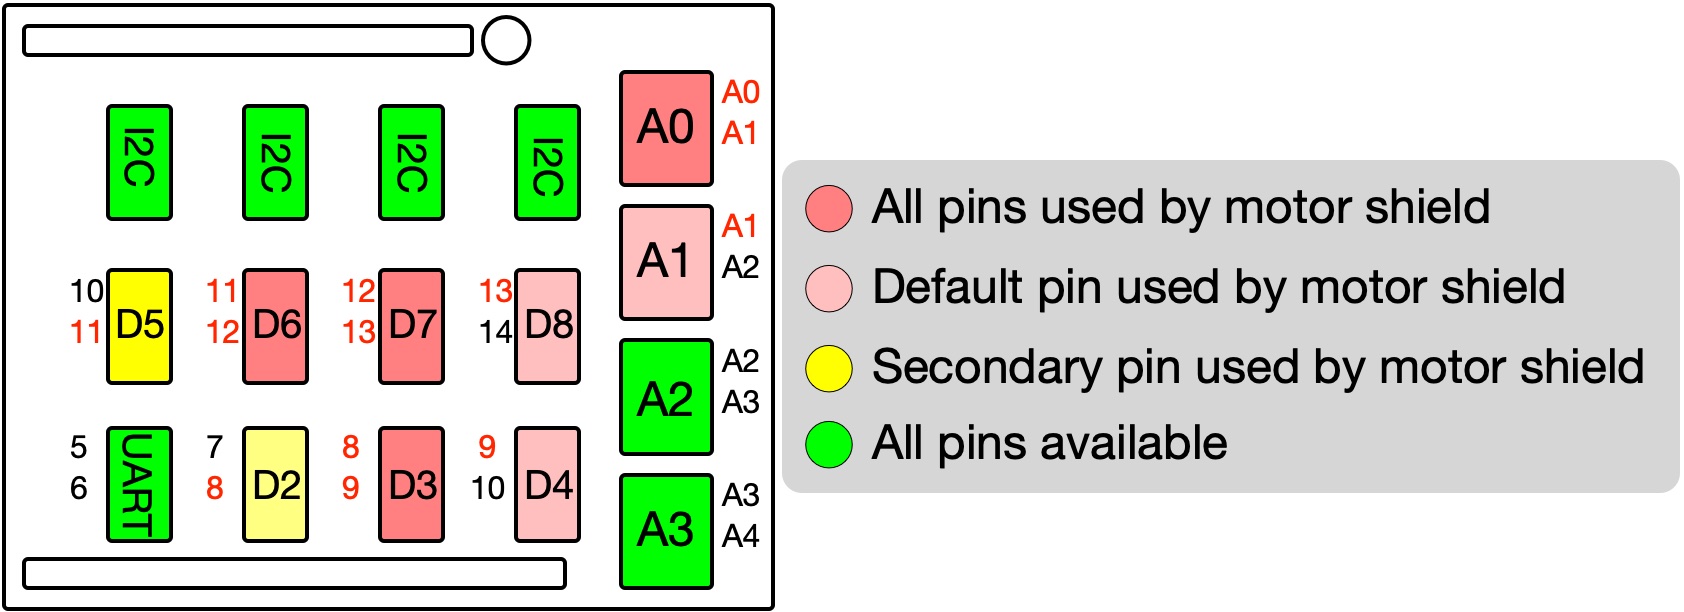 A0
A0
A1
I2C
I2C
I2C
I2C
A1
A1
A2
10
11
D5
11
12
D6
12
13
D7
13
14
D8
A2
A2
A3
5
6
UART
7
8
D2
8
9
D3
9
10
D4
A3
A3
A4
All pins used by motor shield
Default pin used by motor shield
Secondary pin used by motor shield
All pins available